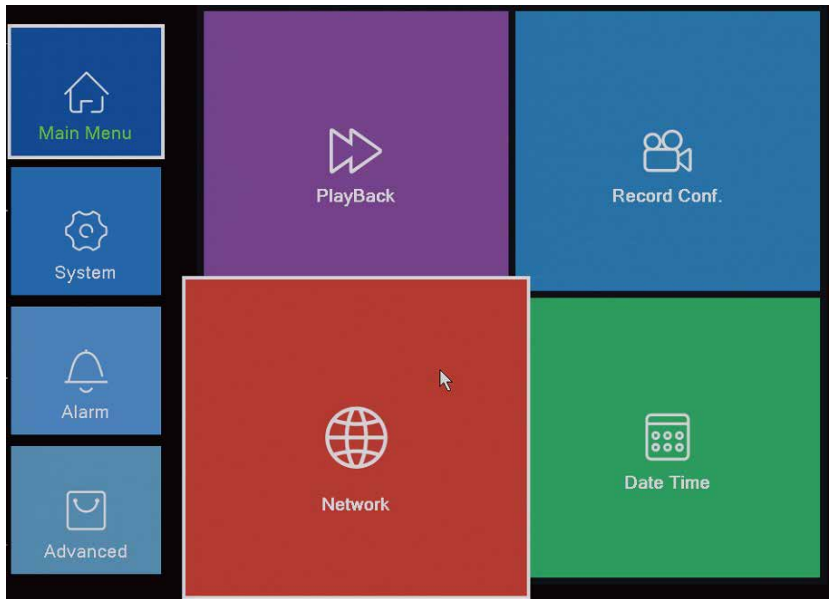 Main Menu
System
Alarm
Advanced
PlayBack
Record Conf.
Network
Date Time